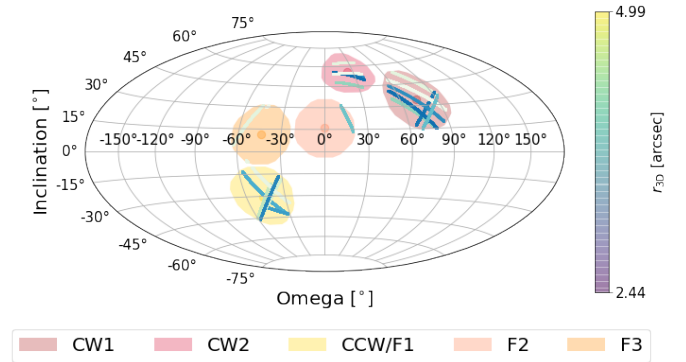 4.99
75°
60°
45°
30°
15°
-150°-120° -90° -60° -30° 0° 30° 60° 90° 120° 150°
0°
-15°
-30°
-45°
-60°
-75°
Inclination [°]
Omega [°]
r3D [arcsec]
2.44
CW1 CW2 CCW/F1 F2 F3